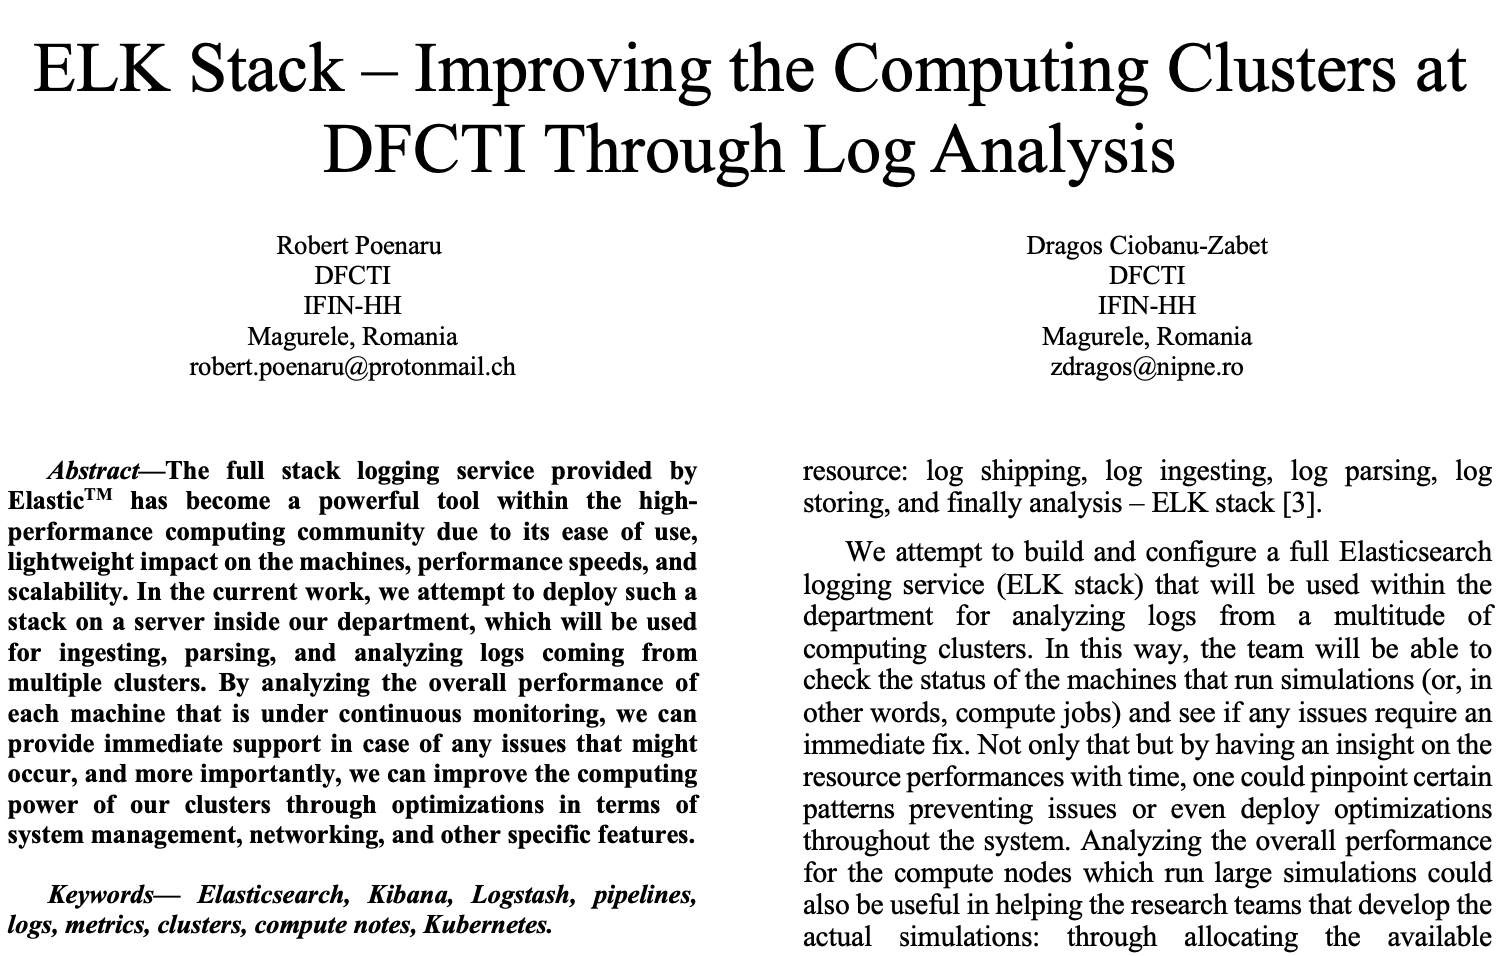 ELK Stack – Improving the Computing Clusters at
DFCTI Through Log Analysis
Robert Poenaru
DFCTI
IFIN-HH
Magurele, Romania
robert.poenaru@protonmail.ch
Dragos Ciobanu-Zabet
DFCTI
IFIN-HH
Magurele, Romania
zdragos@nipne.ro
Abstract—The full stack logging service provided by
Elastic™ has become a powerful tool within the high-
performance computing community due to its ease of use,
lightweight impact on the machines, performance speeds, and
scalability. In the current work, we attempt to deploy such a
stack on a server inside our department, which will be used
for ingesting, parsing, and analyzing logs coming from
multiple clusters. By analyzing the overall performance of
each machine that is under continuous monitoring, we can
provide immediate support in case of any issues that might
occur, and more importantly, we can improve the computing
power of our clusters through optimizations in terms of
system management, networking, and other specific features.
Keywords— Elasticsearch, Kibana, Logstash, pipelines,
logs, metrics, clusters, compute notes, Kubernetes.
resource: log shipping, log ingesting, log parsing, log
storing, and finally analysis – ELK stack [3].
We attempt to build and configure a full Elasticsearch
logging service (ELK stack) that will be used within the
department for analyzing logs from a multitude of
computing clusters. In this way, the team will be able to
check the status of the machines that run simulations (or, in
other words, compute jobs) and see if any issues require an
immediate fix. Not only that but by having an insight on the
resource performances with time, one could pinpoint certain
patterns preventing issues or even deploy optimizations
throughout the system. Analyzing the overall performance
for the compute nodes which run large simulations could
also be useful in helping the research teams that develop the
actual simulations: through allocating the available